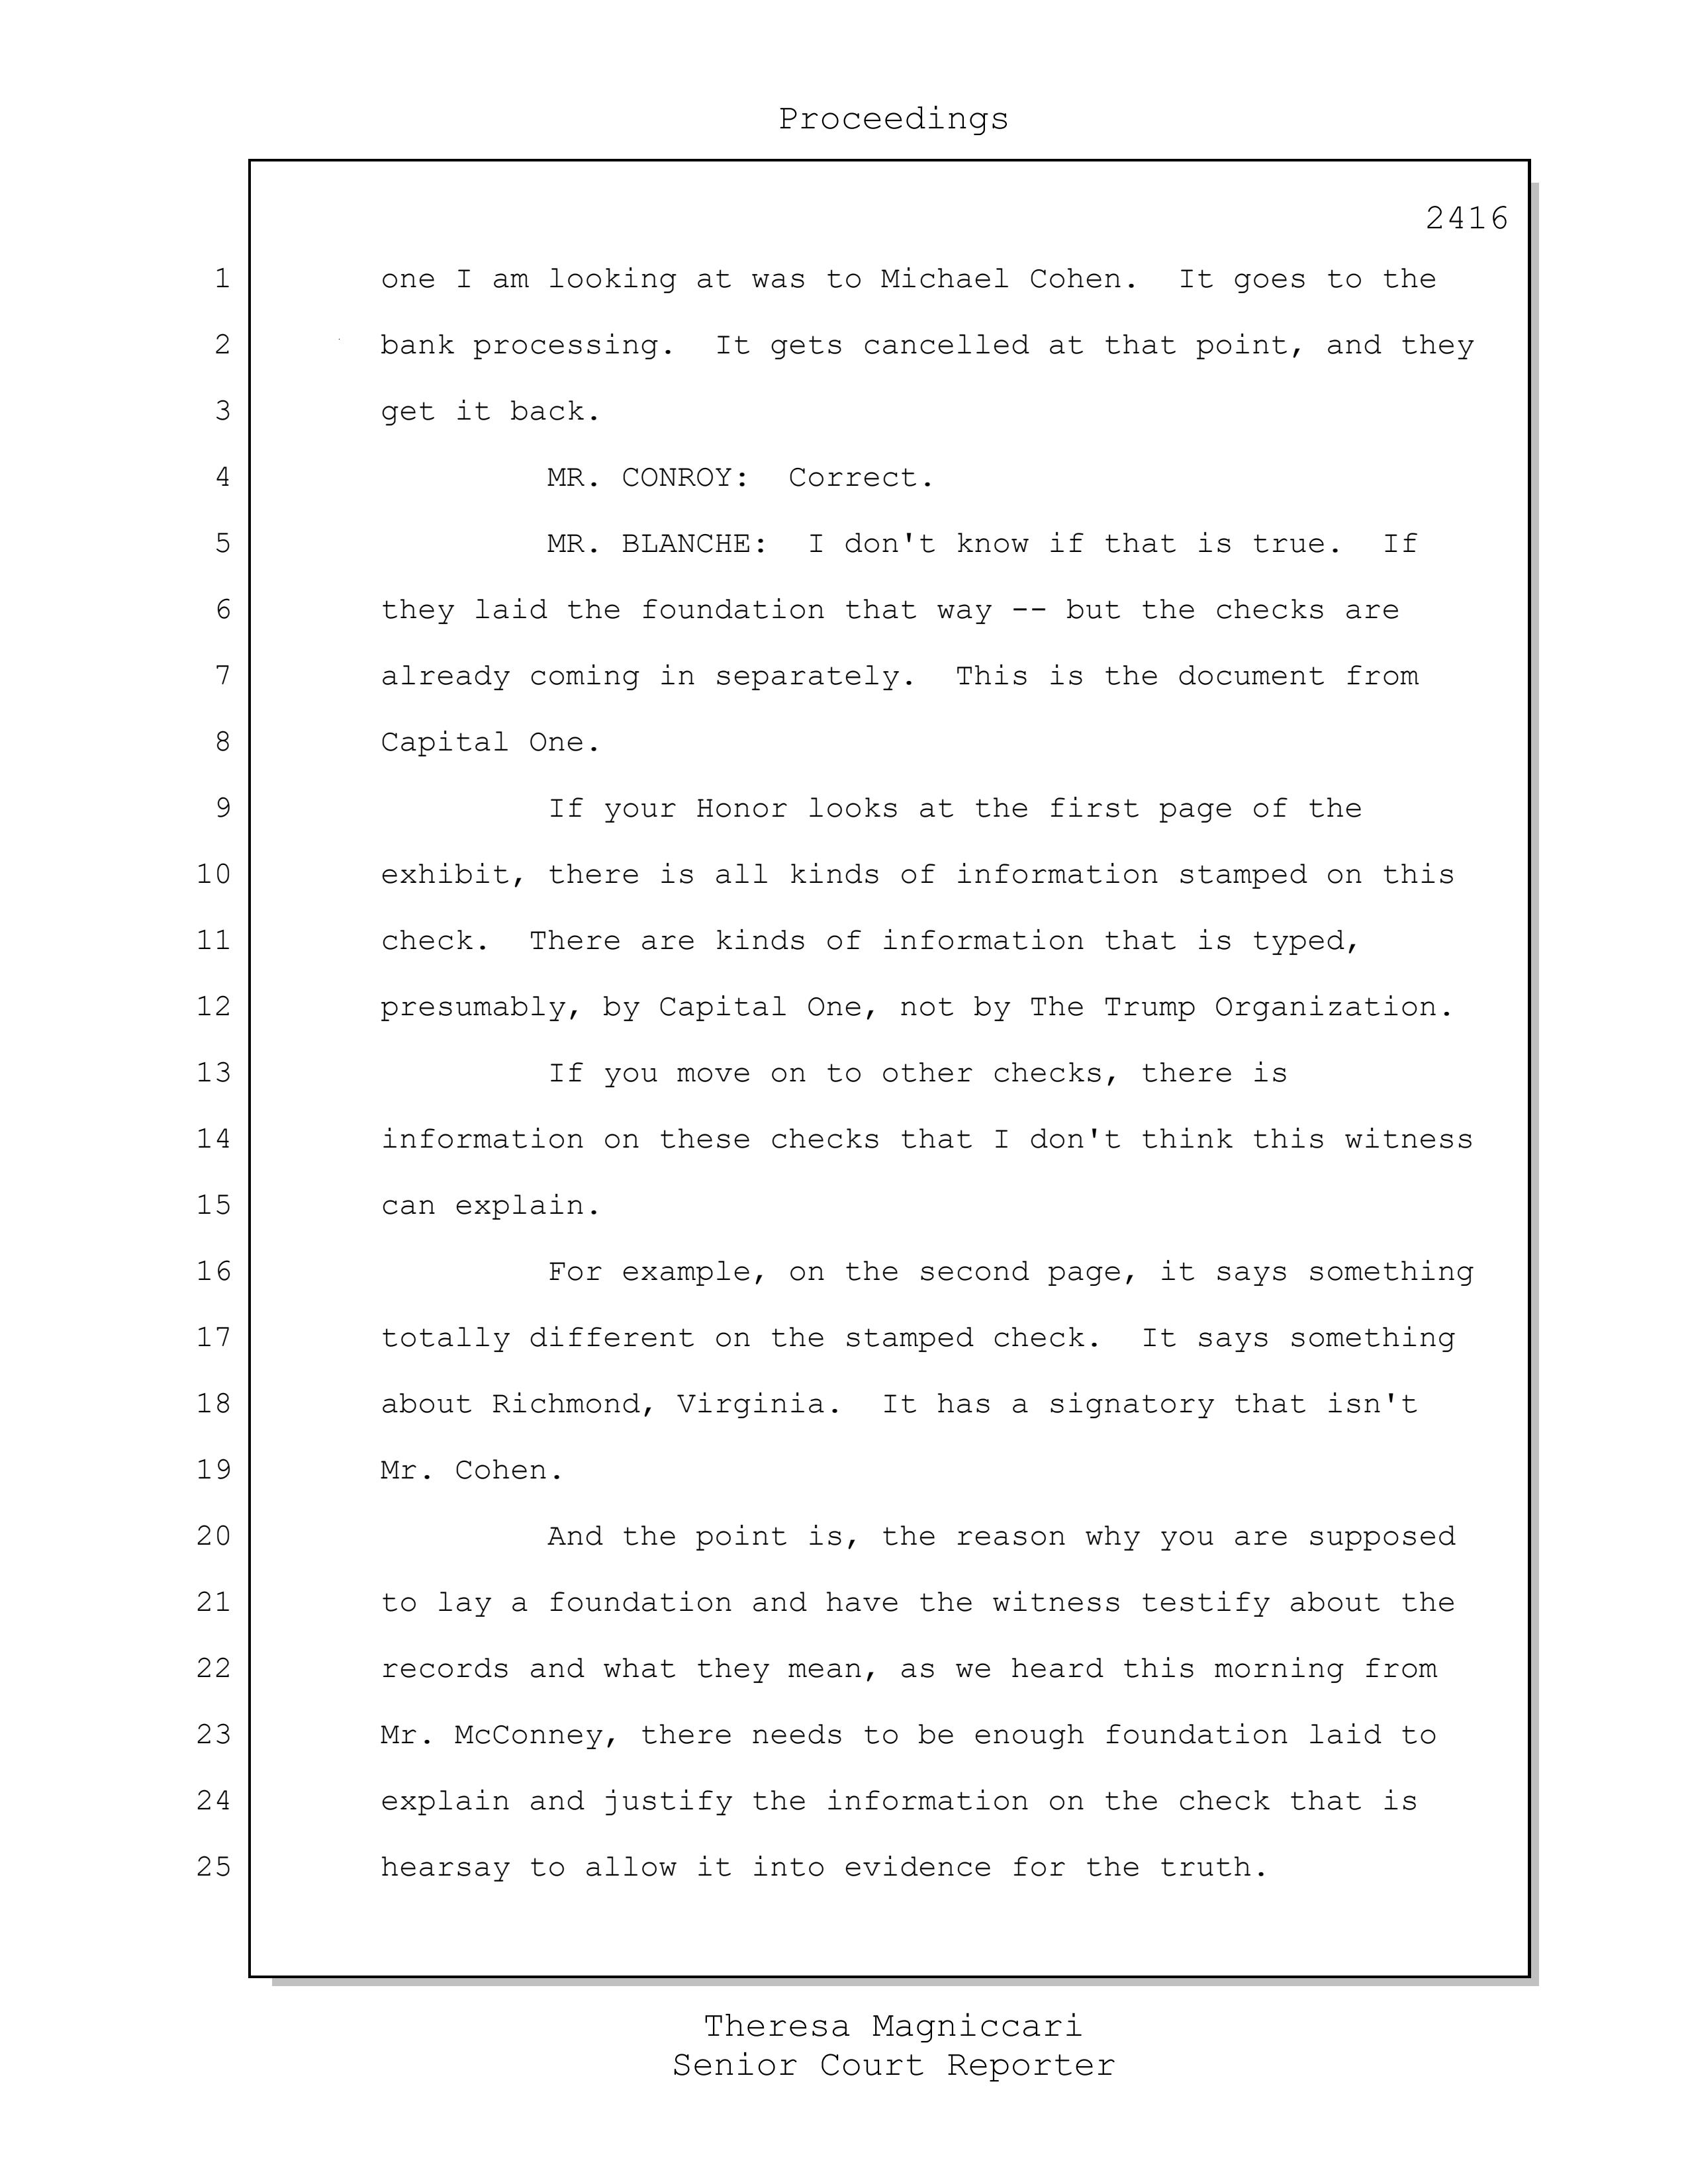 Proceedings
2416
1 one I am looking at was to Michael Cohen.  It goes to the
2 bank processing.  It gets cancelled at that point, and they
3 get it back.
4 MR. CONROY:  Correct.
5 MR. BLANCHE:  I don't know if that is true.  If
6 they laid the foundation that way -- but the checks are
7 already coming in separately.  This is the document from
8 Capital One.
9 If your Honor looks at the first page of the
10 exhibit, there is all kinds of information stamped on this
11 check.  There are kinds of information that is typed,
12 presumably, by Capital One, not by The Trump Organization.
13 If you move on to other checks, there is
14 information on these checks that I don't think this witness
15 can explain.
16 For example, on the second page, it says something
17 totally different on the stamped check.  It says something
18 about Richmond, Virginia.  It has a signatory that isn't
19 Mr. Cohen.
20 And the point is, the reason why you are supposed
21 to lay a foundation and have the witness testify about the
22 records and what they mean, as we heard this morning from
23 Mr. McConney, there needs to be enough foundation laid to
24 explain and justify the information on the check that is
25 hearsay to allow it into evidence for the truth.
Theresa Magniccari
Senior Court Reporter